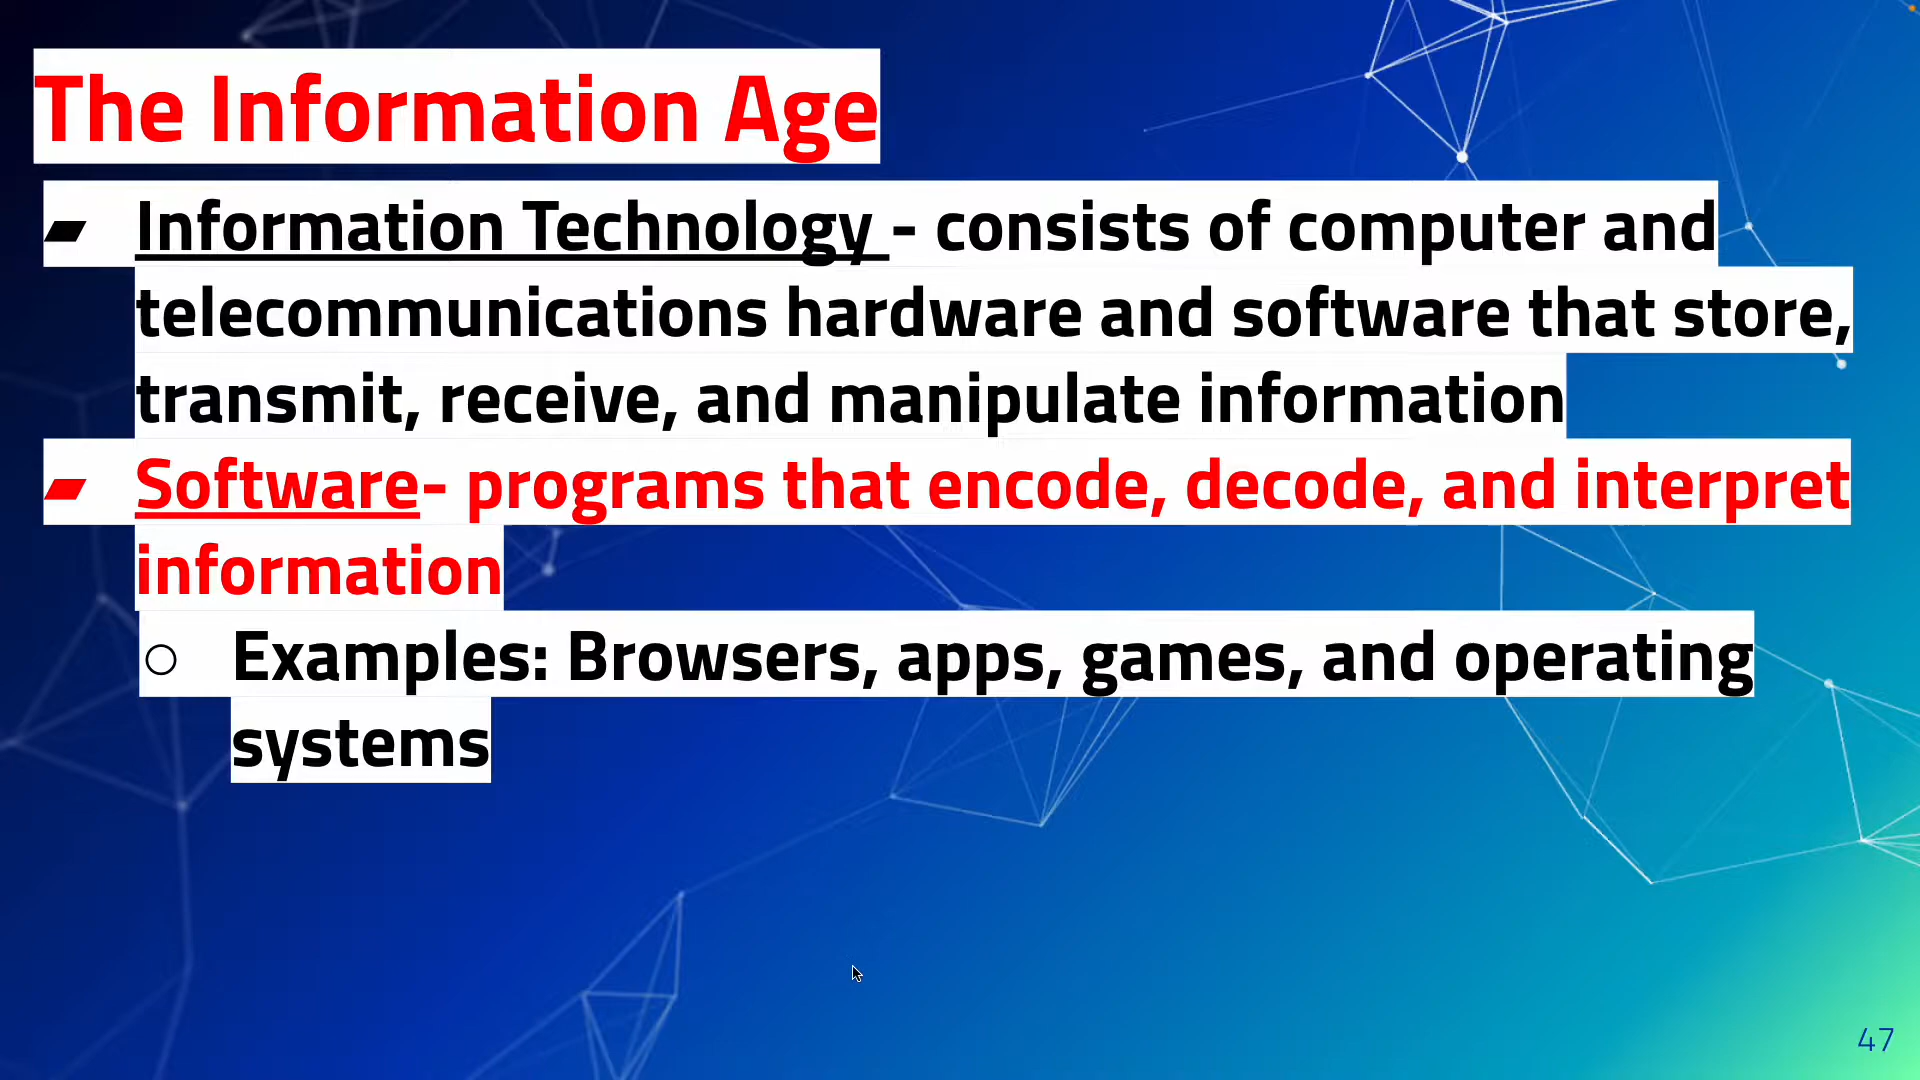 The Information Age
Information Technology - consists of computer and
telecommunications hardware and software that store,
transmit, receive, and manipulate information
Software- programs that encode, decode, and interpret
information
Examples: Browsers, apps, games, and operating
systems
47